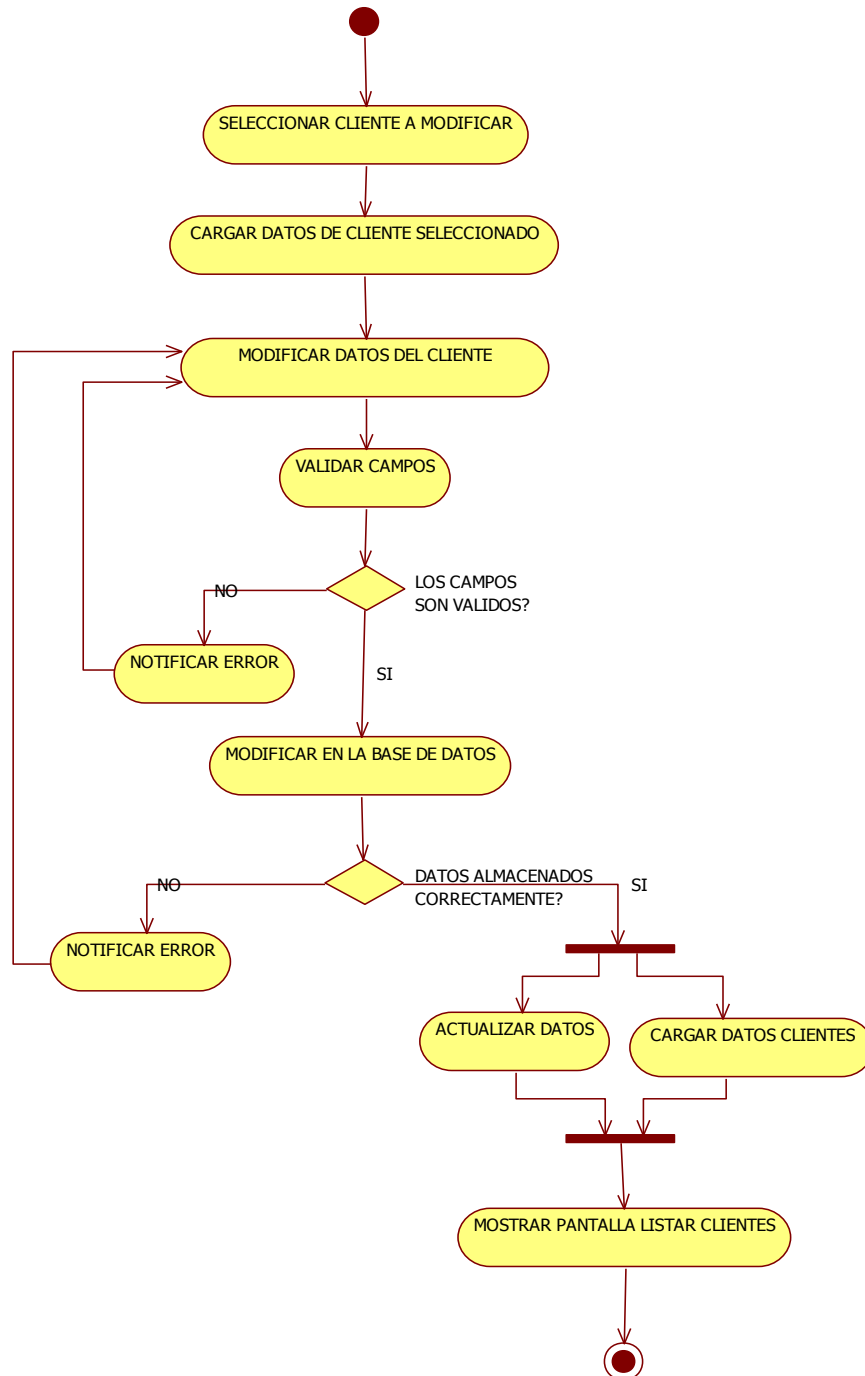 SELECCIONAR CLIENTE A MODIFICAR
CARGAR DATOS DE CLIENTE SELECCIONADO
MODIFICAR DATOS DEL CLIENTE
VALIDAR CAMPOS
NO
LOS CAMPOS
SON VALIDOS?
NOTIFICAR ERROR
SI
MODIFICAR EN LA BASE DE DATOS
NO
DATOS ALMACENADOS
CORRECTAMENTE?
SI
NOTIFICAR ERROR
ACTUALIZAR DATOS
CARGAR DATOS CLIENTES
MOSTRAR PANTALLA LISTAR CLIENTES